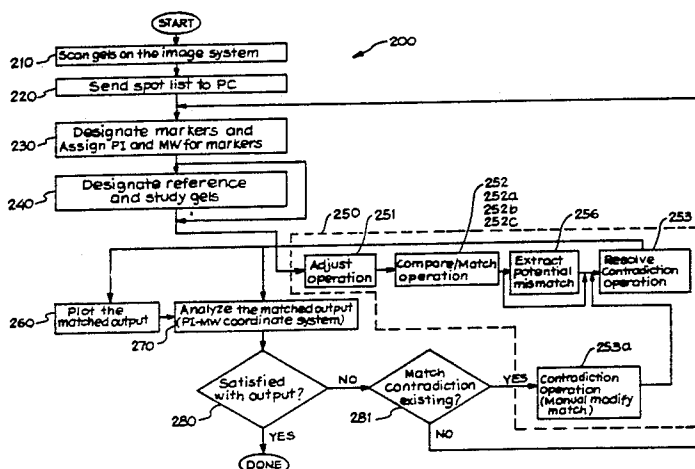 START
200
210
Scan gels on the image system
220
Send spot list to PC
230
Designate markers and
Assign PI and MW for markers
240
Designate reference
and study gels
250
251
252
252a
252b
252c
256
253
Adjust
operation
Compare/Match
operation
Extract
potential
mismatch
Resolve
contradiction
operation
260
Plot the
matched output
270
Analyze the matched output
(PI-MW coordinate system)
253a
Contradiction
operation
(Manual modify
match)
Satisfied
with output?
280
NO
Match
contradiction
existing?
281
YES
NO
YES
DONE